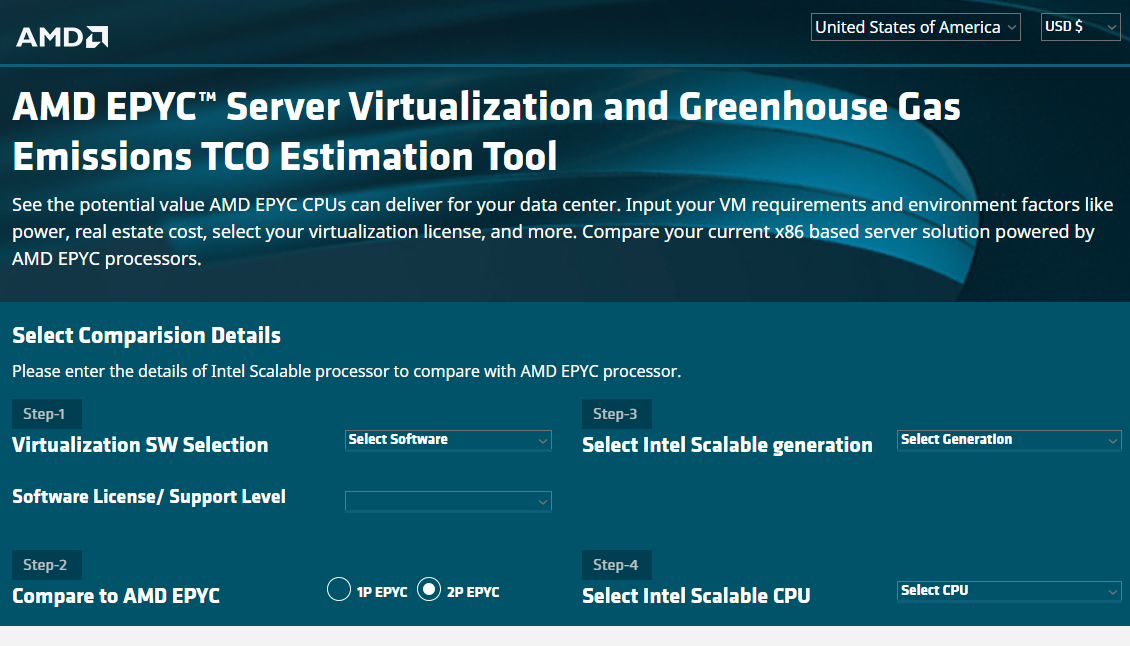 AMD
United States of America
USD $
AMD EPYC™ Server Virtualization and Greenhouse Gas
Emissions TCO Estimation Tool
See the potential value AMD EPYC CPUs can deliver for your data center. Input your VM requirements and environment factors like
power, real estate cost, select your virtualization license, and more. Compare your current x86 based server solution powered by
AMD EPYC processors.
Select Comparision Details
Please enter the details of Intel Scalable processor to compare with AMD EPYC processor.
Step-1
Virtualization SW Selection
Select Software
Software License/ Support Level
Step-2
Compare to AMD EPYC
1P EPYC
2P EPYC
Step-3
Select Intel Scalable generation
Select Generation
Step-4
Select Intel Scalable CPU
Select CPU